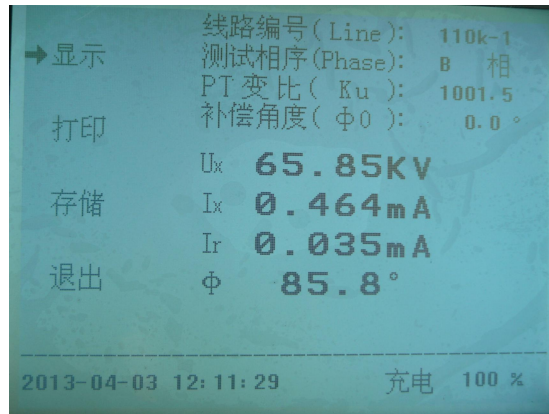 线路编号(Line): 110k-1
➔显示
测试相序(Phase): B 相
PT变比( Ku ): 1001.5
打印
补偿角度( Φ0 ): 0.0°
Ux 65.85KV
存储
Ix 0.464mA
Ir 0.035mA
退出
Φ 85.8°
2013-04-03 12:11:29 充电 100 %